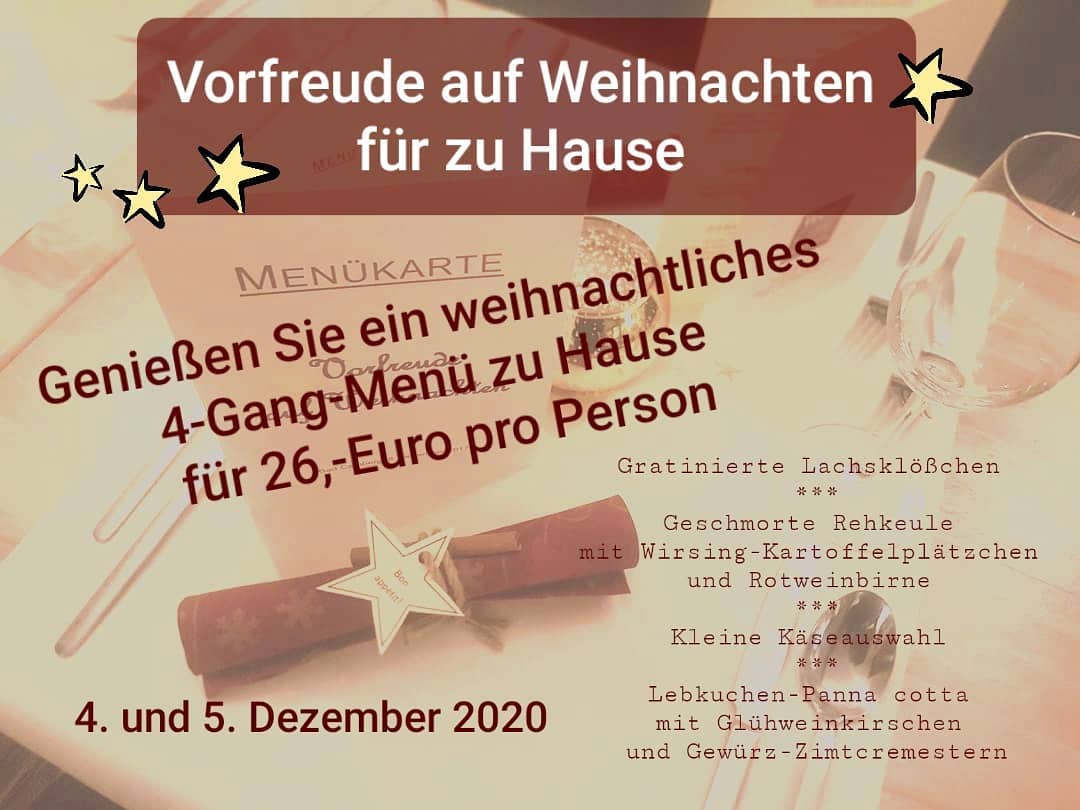 Vorfreude auf Weihnachten
für zu Hause
MENÜKARTE
Genießen Sie ein weihnachtliches
4-Gang-Menü zu Hause
für 26,-Euro pro Person
Vorfreude
auf Weihnachten
Bon
appetit!
Gratinierte Lachsklößchen
***
Geschmorte Rehkeule
mit Wirsing-Kartoffelplätzchen
und Rotweinbirne
***
Kleine Käseauswahl
***
Lebkuchen-Panna cotta
mit Glühweinkirschen
und Gewürz-Zimtcremestern
4. und 5. Dezember 2020